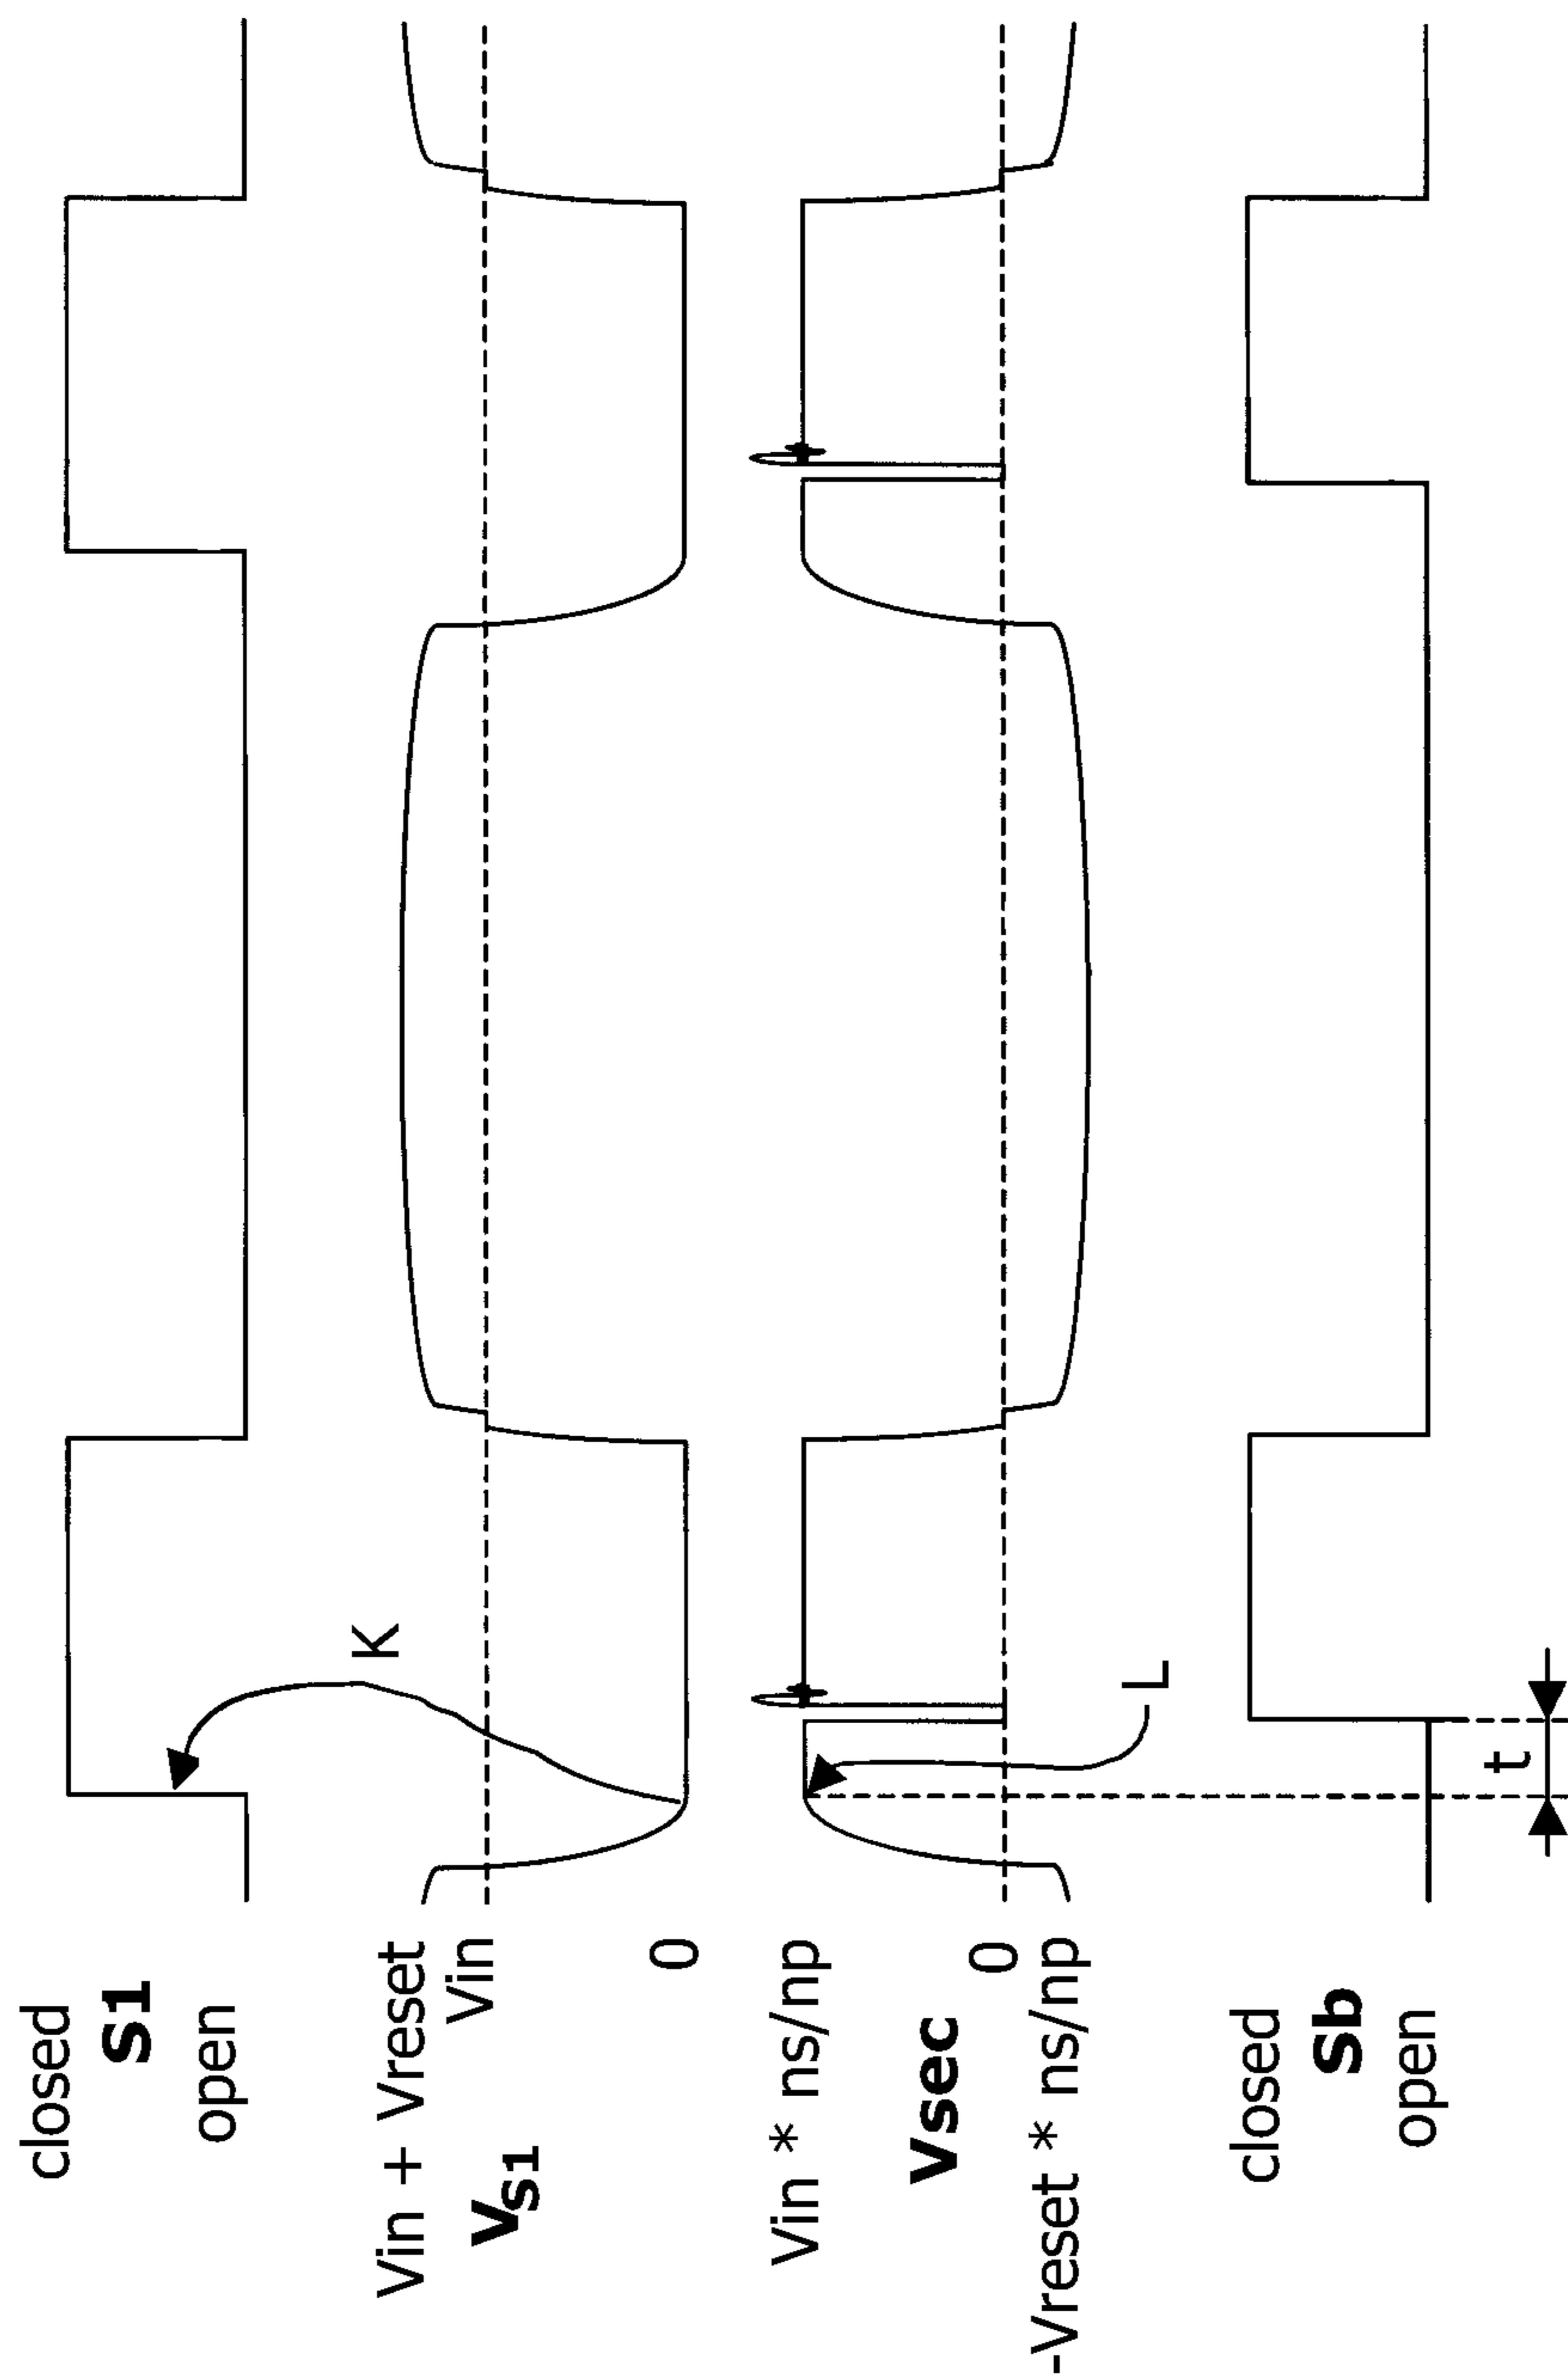 closed
S1
open
K
Vin + Vreset
Vin
Vs1
0
Vin * ns/np
Vsec
0
-Vreset * ns/np
L
closed
Sb
open
t